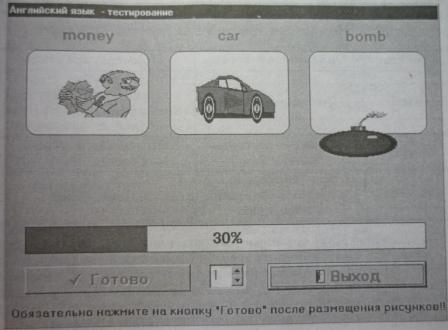 Английский язык - тестирование
money car bomb
30%
✓ Готово 1 Выход
Обязательно нажмите на кнопку "Готово" после размещения рисунков!!